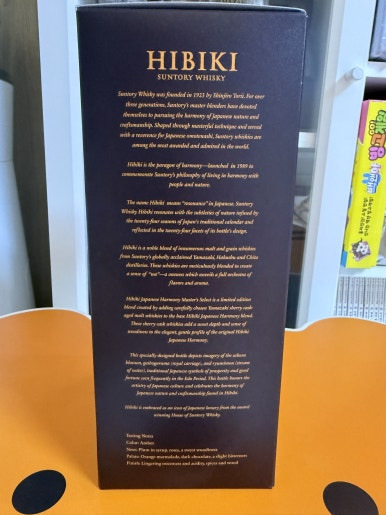 HIBIKI
SUNTORY WHISKY
Suntory Whisky was founded in 1923 by Shinjiro Torii. For over
three generations, Suntory's master blenders have devoted
themselves to pursuing the harmony of Japanese nature and
craftsmanship. Shaped through masterful technique and served
with a reverence for Japanese omotenashi, Suntory whiskies are
among the most awarded and admired in the world.
Hibiki is the paragon of harmony—launched in 1989 to
commemorate Suntory's philosophy of living in harmony with
people and nature.
The name Hibiki means "resonance" in Japanese. Suntory
Whisky Hibiki resonates with the subtleties of nature refined by
the twenty-four seasons of Japan's traditional calendar and
reflected in the twenty four facets of its bottle's design.
Hibiki is a noble blend of innumerous malt and grain whiskies
from Suntory's globally acclaimed Yamazaki, Hakushu and Chita
distilleries. These whiskies are meticulously blended to create
a sense of "wa"—a oneness which unveils a full orchestra of
flavors and aroma.
Hibiki Japanese Harmony Master's Select is a limited edition
blend created by adding carefully chosen Yamazaki sherry cask
aged malt whiskies to the base Hibiki Japanese Harmony blend.
These sherry cask whiskies add a sweet depth and sense of
woodiness to the elegant, gentle profile of the original Hibiki
Japanese Harmony.
This specially designed bottle depicts imagery of the sakura
blossom, goshoguruma (royal carriage), and ryuusuimon (stream
of water), traditional Japanese symbols of prosperity and good
fortune seen frequently in the Edo Period. This bottle honors the
artistry of Japanese culture and celebrates the harmony of
Japanese nature and craftsmanship found in Hibiki.
Hibiki is embraced as an icon of Japanese luxury from the award
winning House of Suntory Whisky.
Tasting Notes
Color: Amber
Nose: Plum in syrup, rosea, a sweet woodiness
Palate: Orange marmalade, dark chocolate, a slight bitterness
Finish: Lingering sweetness and acidity, spices and wood